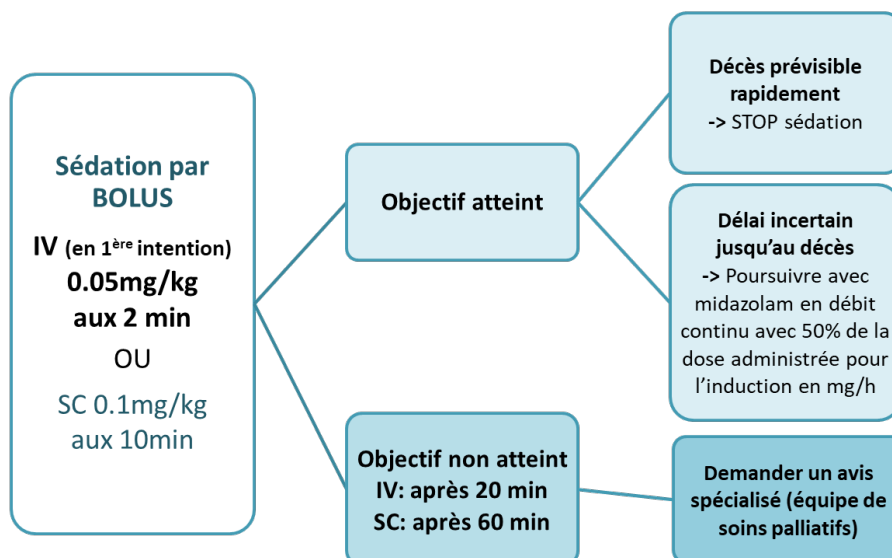 Sédation par
BOLUS
IV (en 1ère intention)
0.05mg/kg
aux 2 min
OU
SC 0.1mg/kg
aux 10min
Objectif atteint
Décès prévisible
rapidement
-> STOP sédation
Délai incertain
jusqu'au décès
-> Poursuivre avec
midazolam en débit
continu avec 50% de la
dose administrée pour
l'induction en mg/h
Objectif non atteint
IV: après 20 min
SC: après 60 min
Demander un avis
spécialisé (équipe de
soins palliatifs)